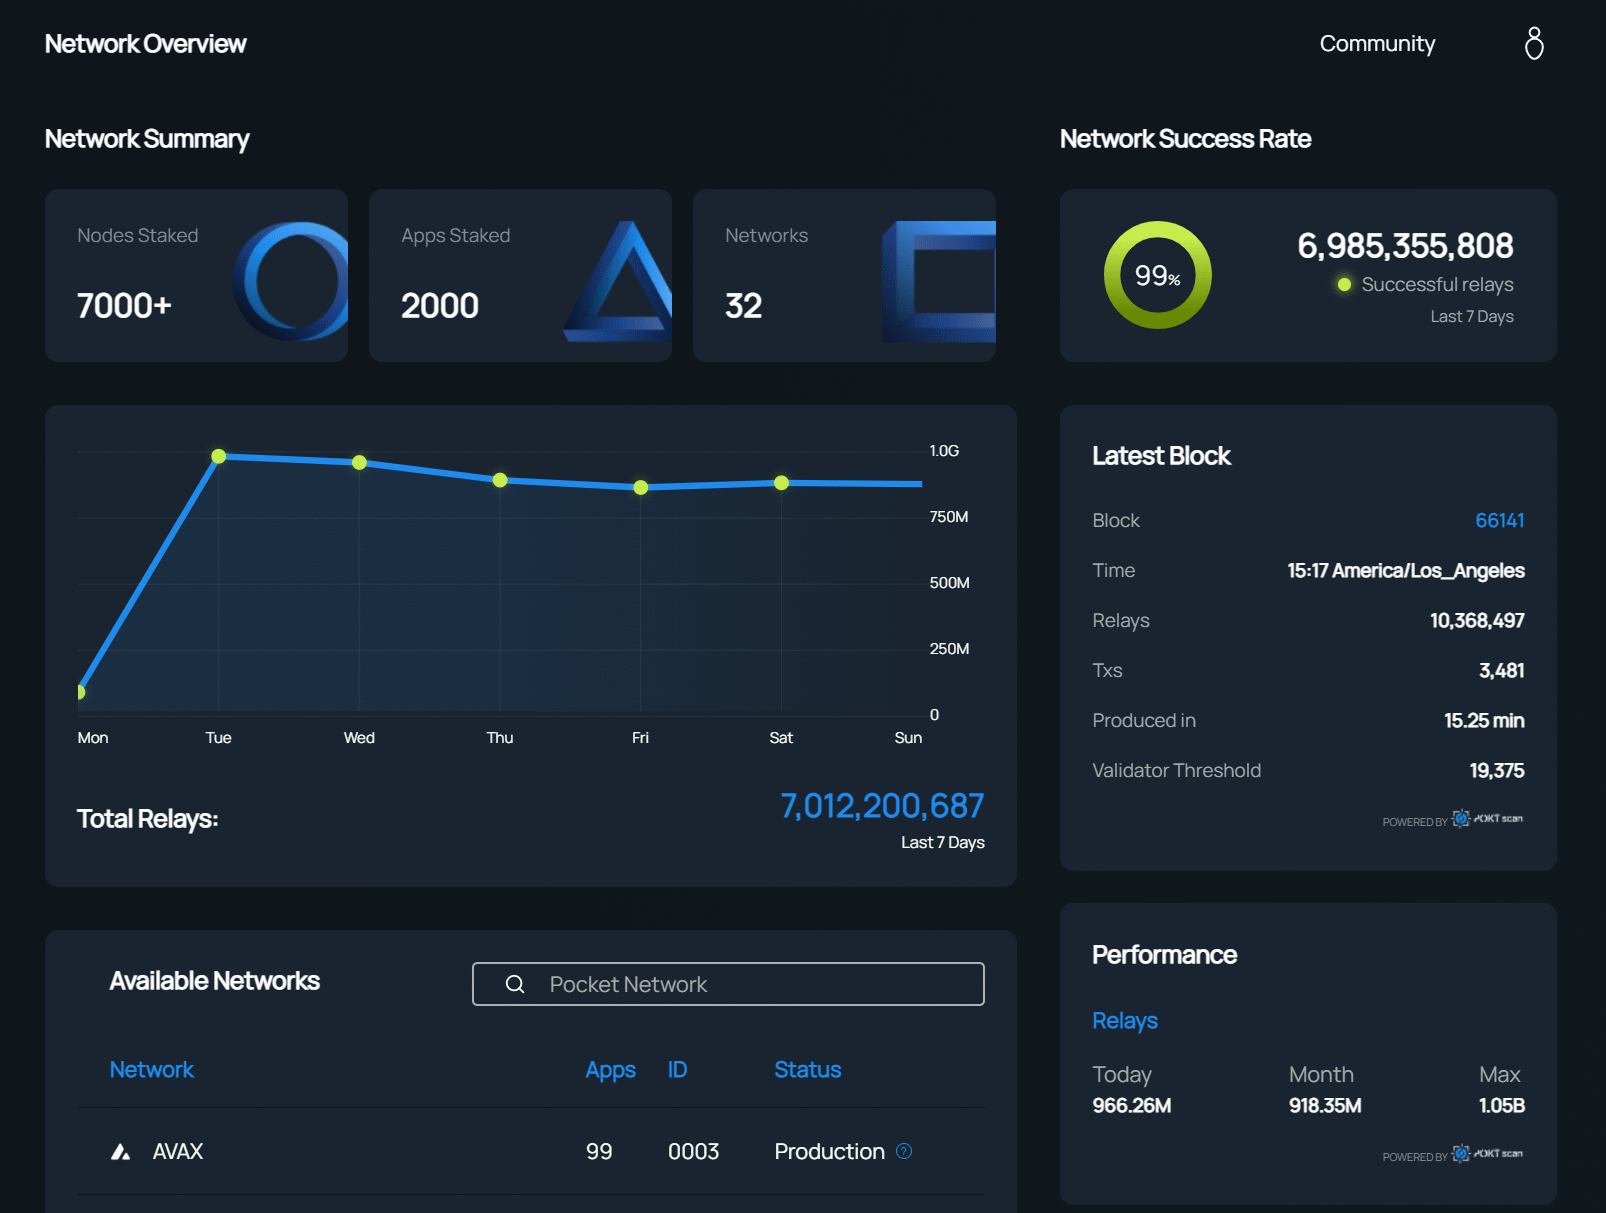 Network Overview
Community
Network Summary
Network Success Rate
Nodes Staked
7000+
Apps Staked
2000
Networks
32
99%
6,985,355,808
Successful relays
Last 7 Days
1.0G
750M
500M
250M
0
Mon Tue Wed Thu Fri Sat Sun
Total Relays:
7,012,200,687
Last 7 Days
Latest Block
Block 66141
Time 15:17 America/Los_Angeles
Relays 10,368,497
Txs 3,481
Produced in 15.25 min
Validator Threshold 19,375
POWERED BY POKT scan
Available Networks
Pocket Network
Network Apps ID Status
AVAX 99 0003 Production ?
Performance
Relays
Today Month Max
966.26M 918.35M 1.05B
POWERED BY POKT scan